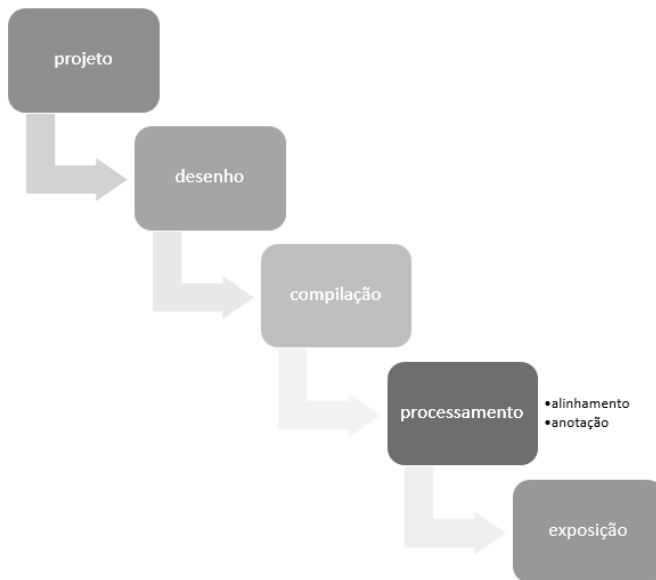 projeto
desenho
compilação
processamento
•alinhamento
•anotação
exposição